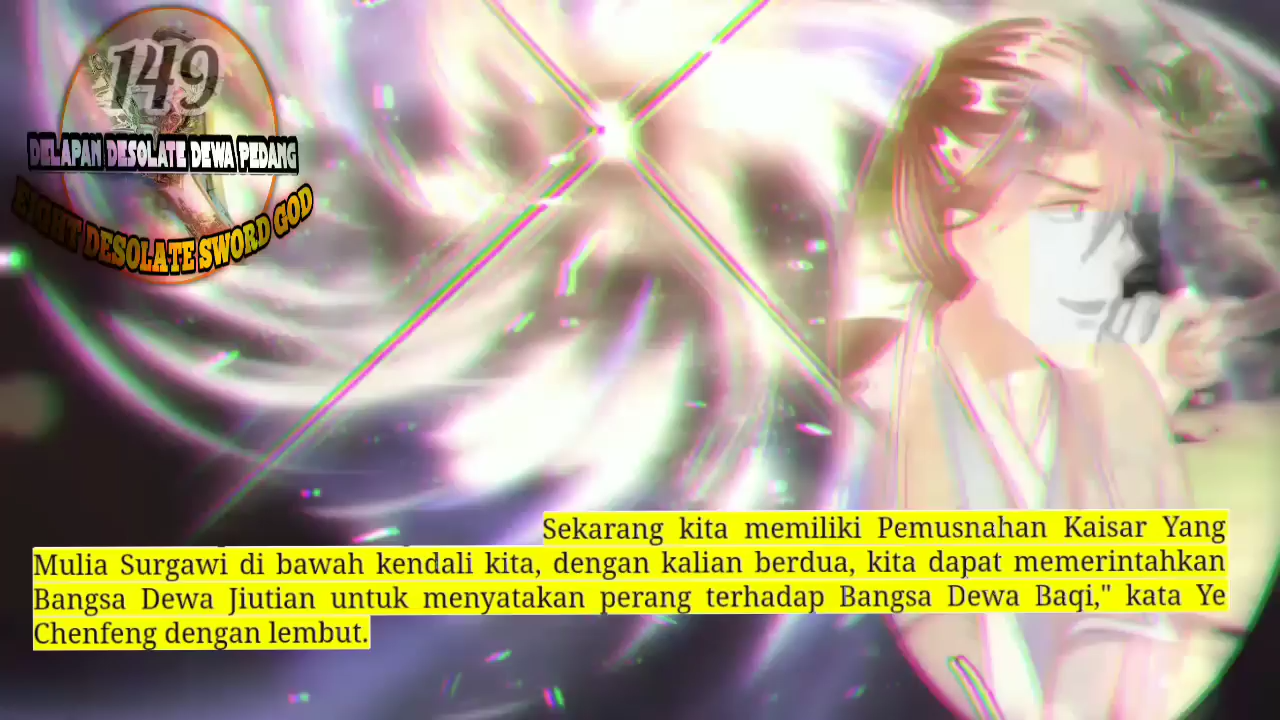 149
DELAPAN DESOLATE DEWA PEDANG
EIGHT DESOLATE SWORD GOD
Sekarang kita memiliki Pemusnahan Kaisar Yang
Mulia Surgawi di bawah kendali kita, dengan kalian berdua, kita dapat memerintahkan
Bangsa Dewa Jiutian untuk menyatakan perang terhadap Bangsa Dewa Baqi," kata Ye
Chenfeng dengan lembut.